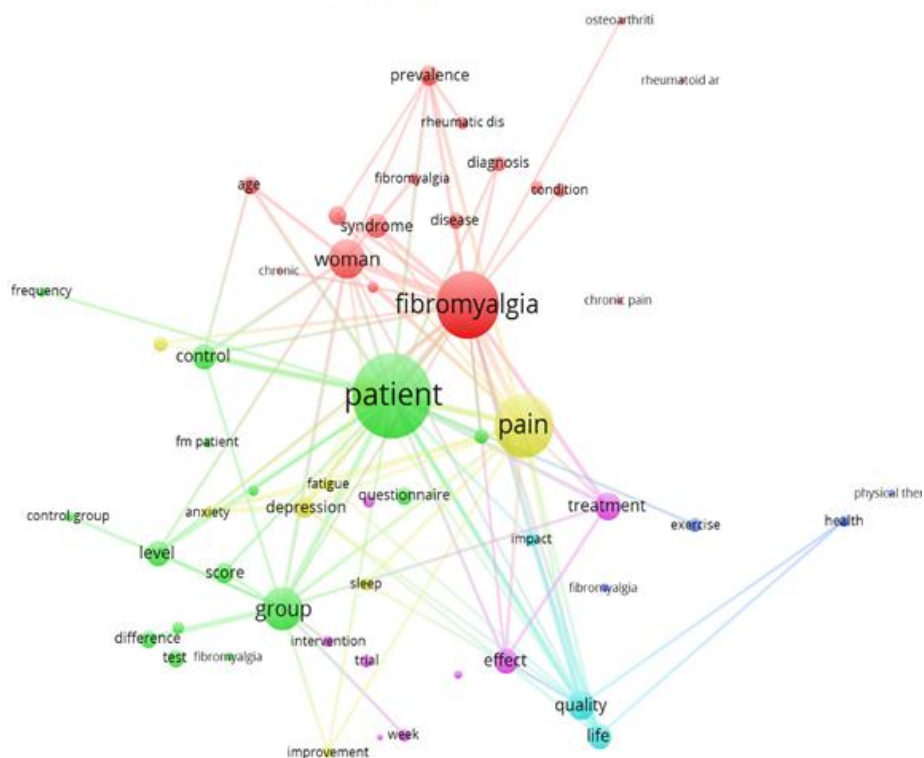 osteoarthriti
prevalence
rheumatoid ar
rheumatic dis
diagnosis
fibromyalgia
age
condition
disease
syndrome
woman
chronic
frequency
fibromyalgia
chronic pain
control
patient
pain
fm patient
fatigue
physical ther
questionnaire
depression
treatment
anxiety
control group
health
exercise
impact
level
score
sleep
fibromyalgia
group
difference
intervention
test
fibromyalgia
trial
effect
quality
week
life
improvement